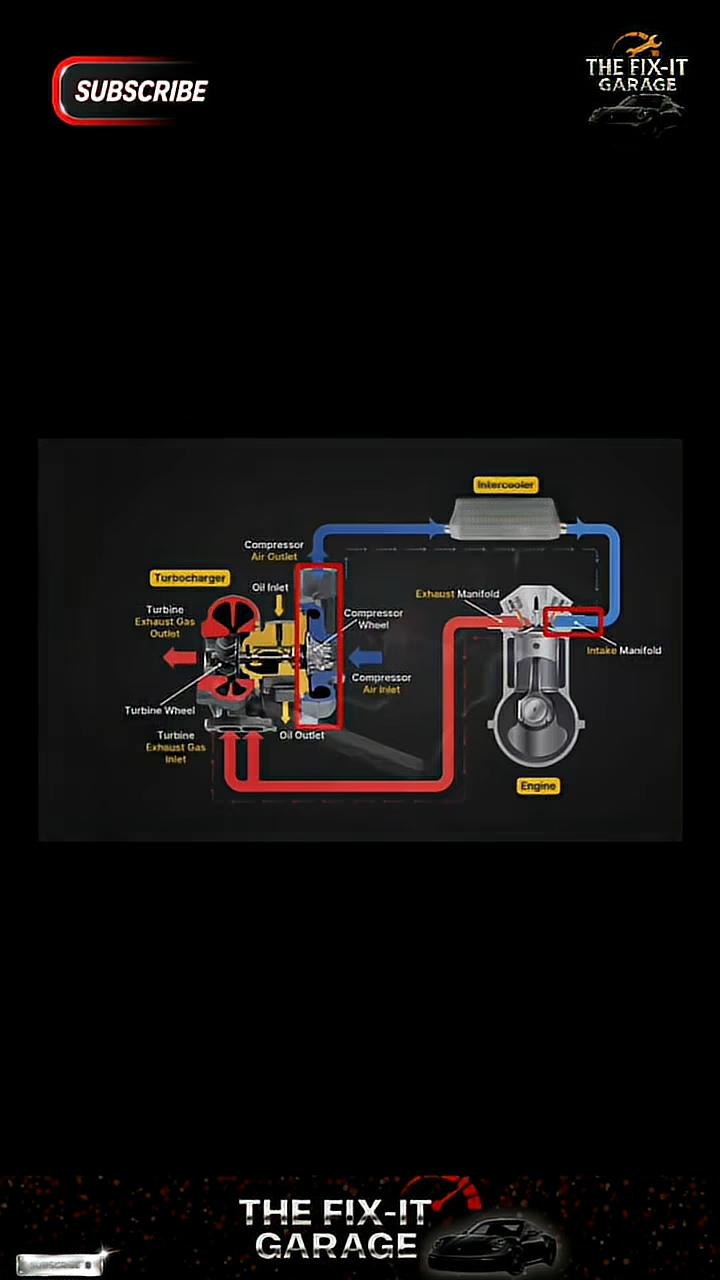 SUBSCRIBE
THE FIX-IT
GARAGE
Intercooler
Compressor
Air Outlet
Turbocharger
Oil Inlet
Exhaust Manifold
Turbine
Exhaust Gas
Outlet
Compressor
Wheel
Intake Manifold
Compressor
Air Inlet
Turbine Wheel
Turbine
Exhaust Gas
Inlet
Oil Outlet
Engine
THE FIX-IT
GARAGE
SUBSCRIBE